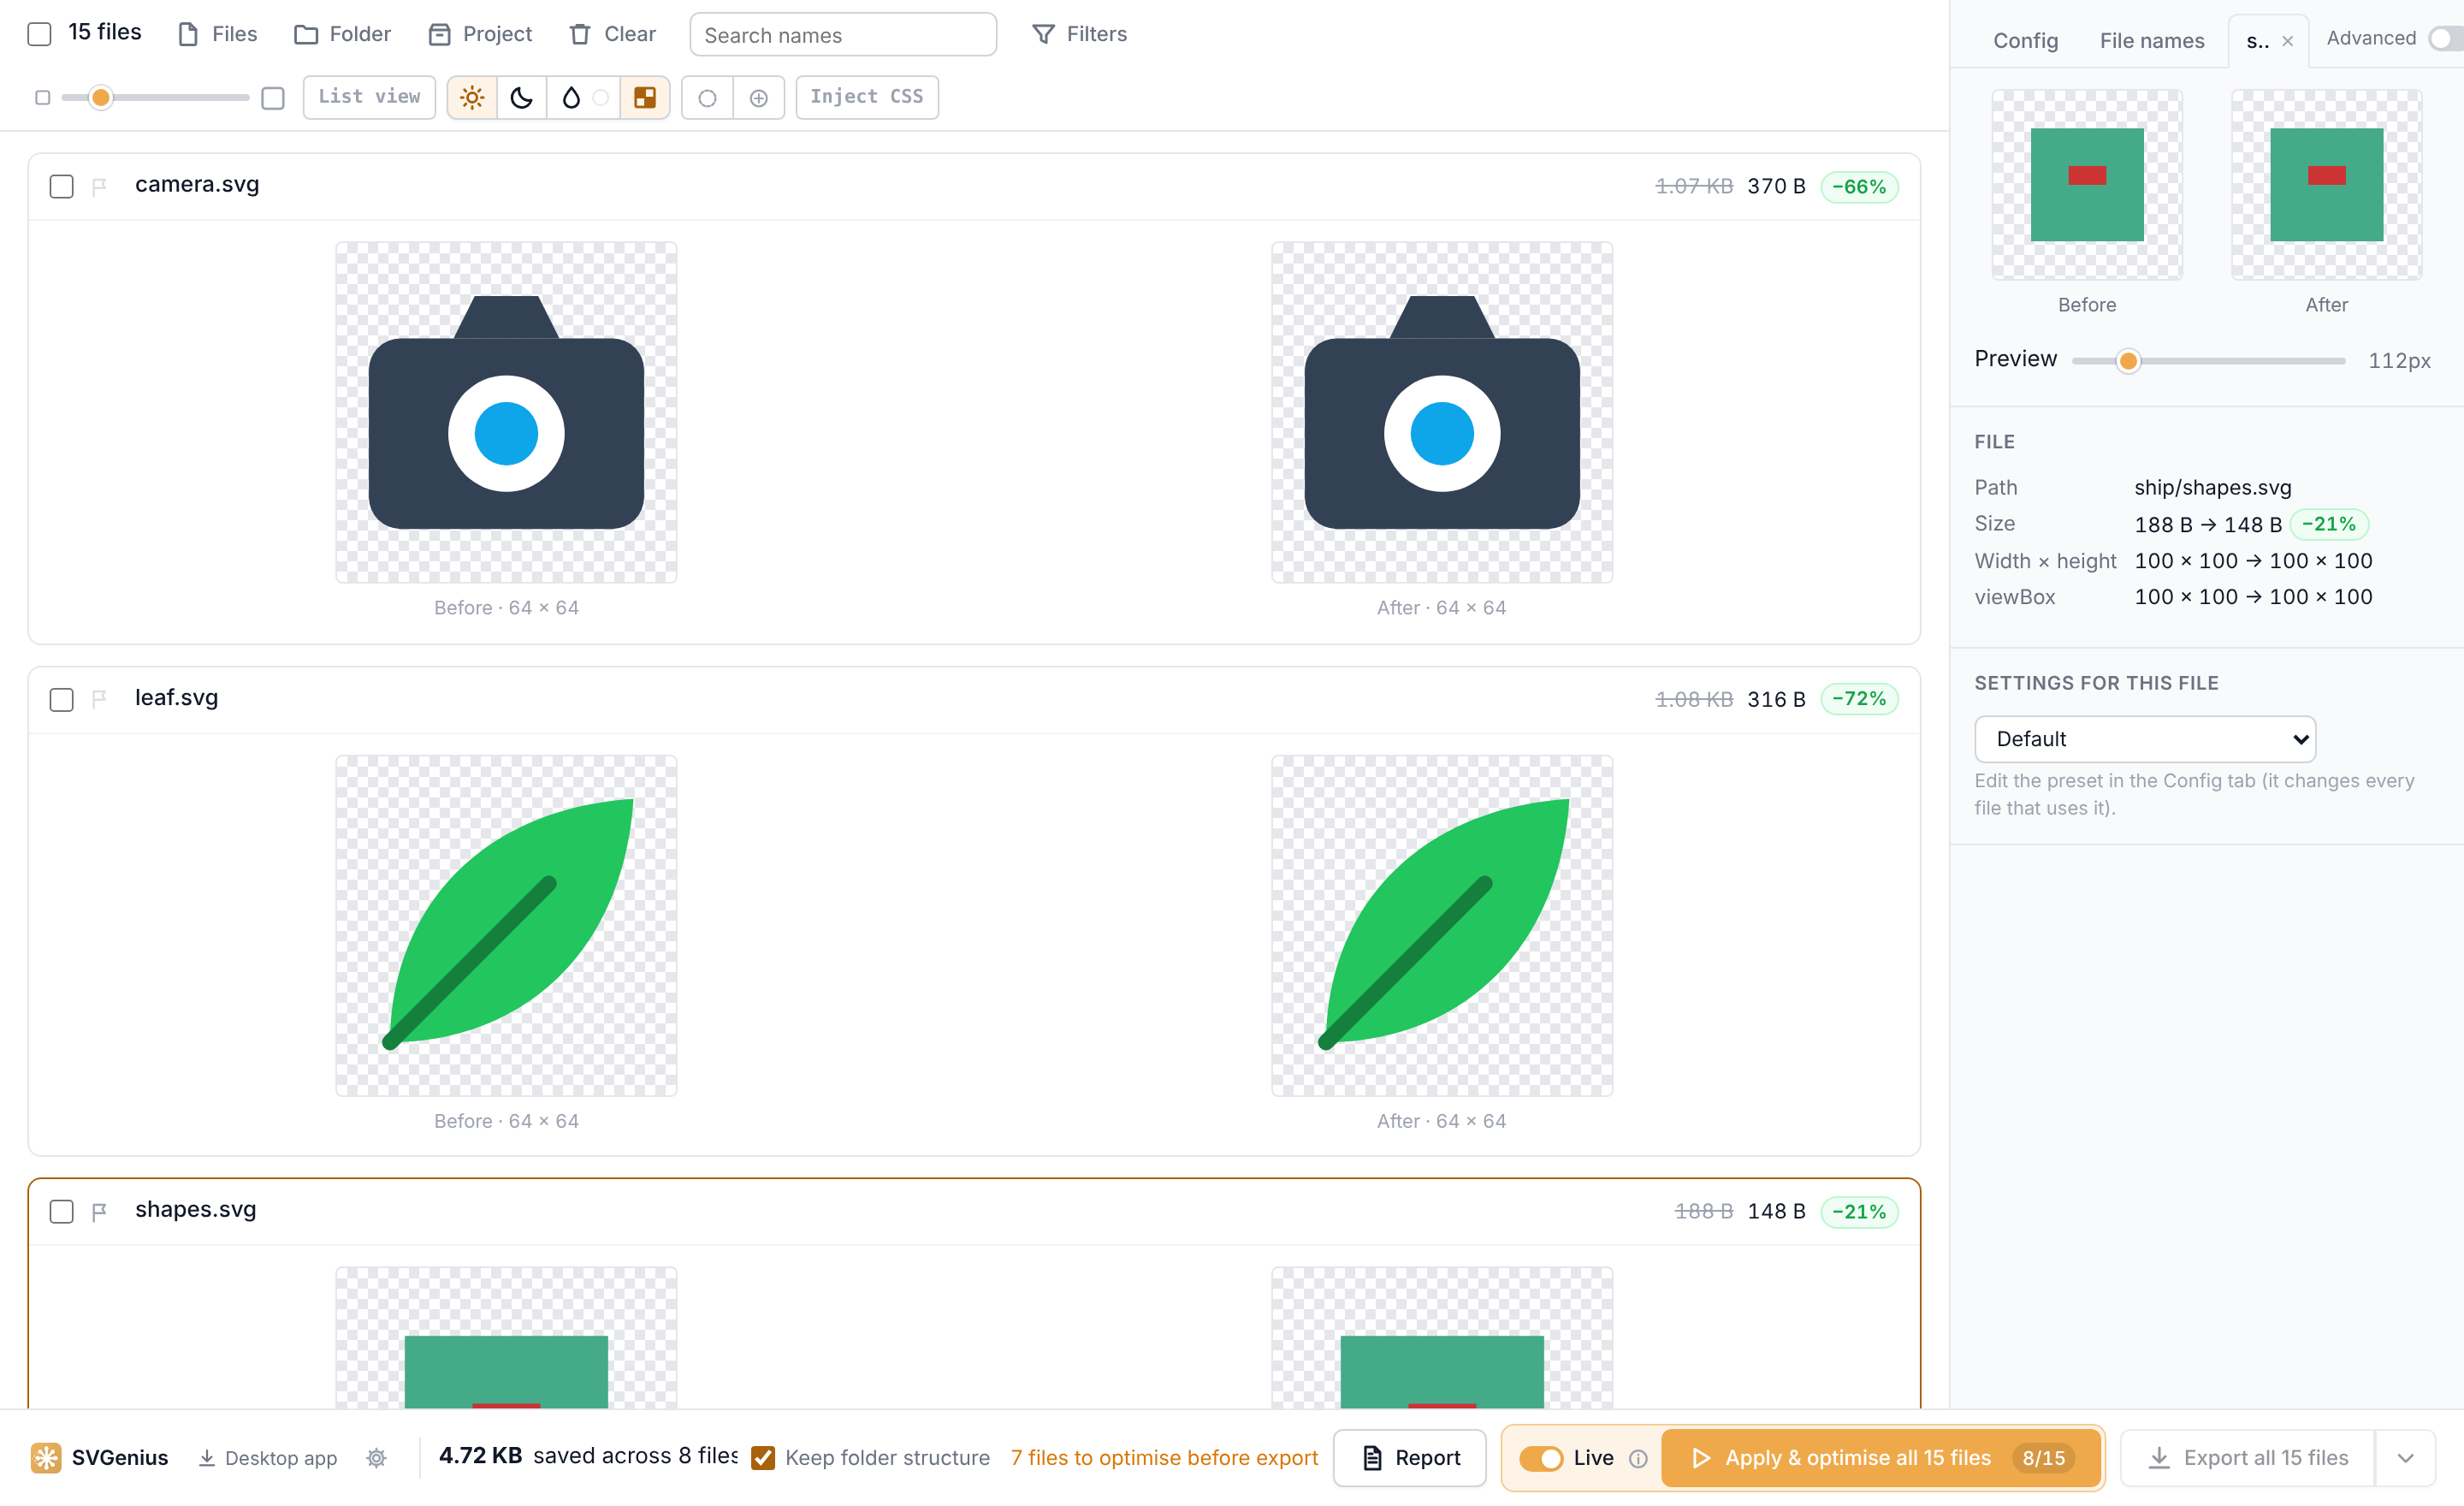 15 files Files Folder Project Clear Search names Filters
List view Inject CSS
camera.svg 1.07 KB 370 B −66%
Before · 64 × 64 After · 64 × 64
leaf.svg 1.08 KB 316 B −72%
Before · 64 × 64 After · 64 × 64
shapes.svg 188 B 148 B −21%
Config File names s.. × Advanced
Before After
Preview 112px
FILE
Path ship/shapes.svg
Size 188 B → 148 B −21%
Width × height 100 × 100 → 100 × 100
viewBox 100 × 100 → 100 × 100
SETTINGS FOR THIS FILE
Default
Edit the preset in the Config tab (it changes every
file that uses it).
SVGenius Desktop app 4.72 KB saved across 8 files Keep folder structure 7 files to optimise before export Report Live Apply & optimise all 15 files 8/15 Export all 15 files